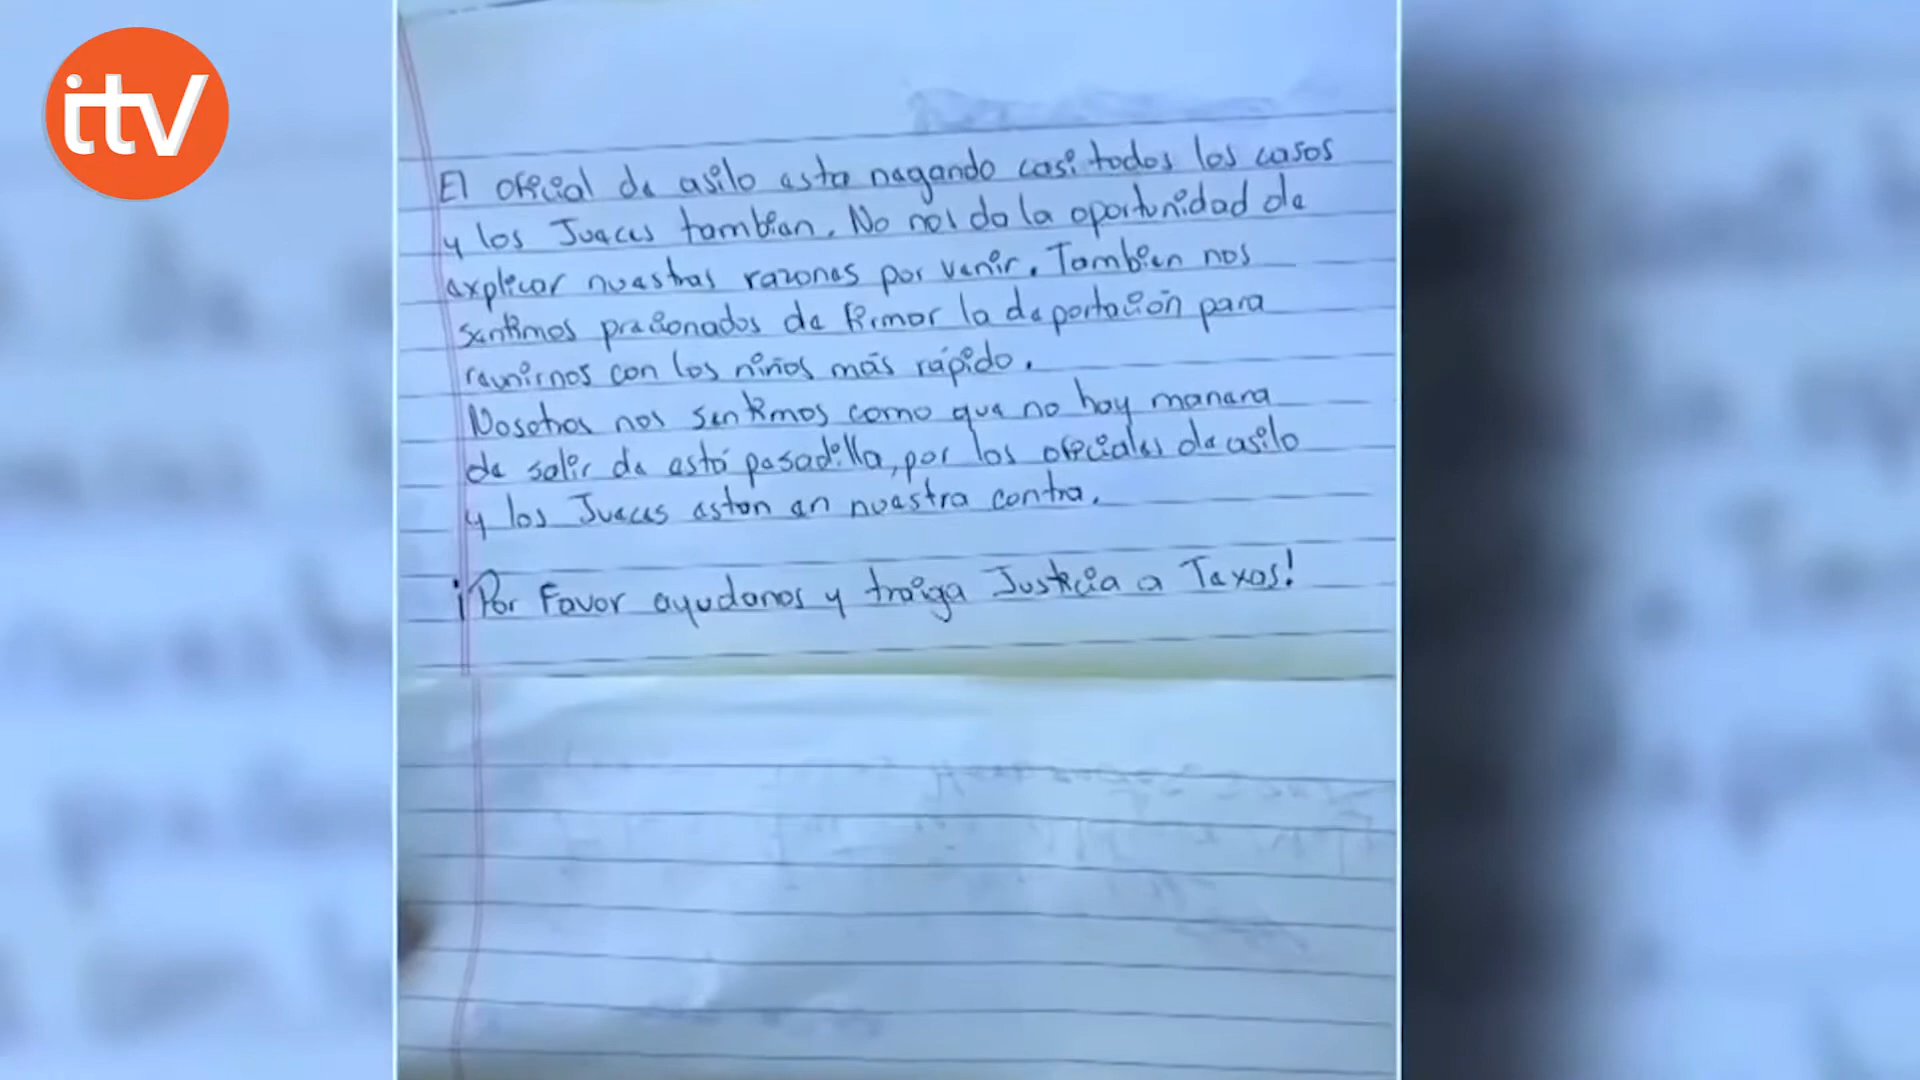 itv
El oficial de asilo esta negando casi todos los casos
y los Jueces tambien. No nos da la oportunidad de
explicar nuestras razones por venir. Tambien nos
sentimos precionados de firmar la deportación para
reunirnos con los niños más rápido.
Nosotros nos sentimos como que no hay manera
de salir de está pesadilla, por los oficiales de asilo
y los Jueces estan en nuestra contra.
¡Por Favor ayudanos y traiga Justicia a Texas!